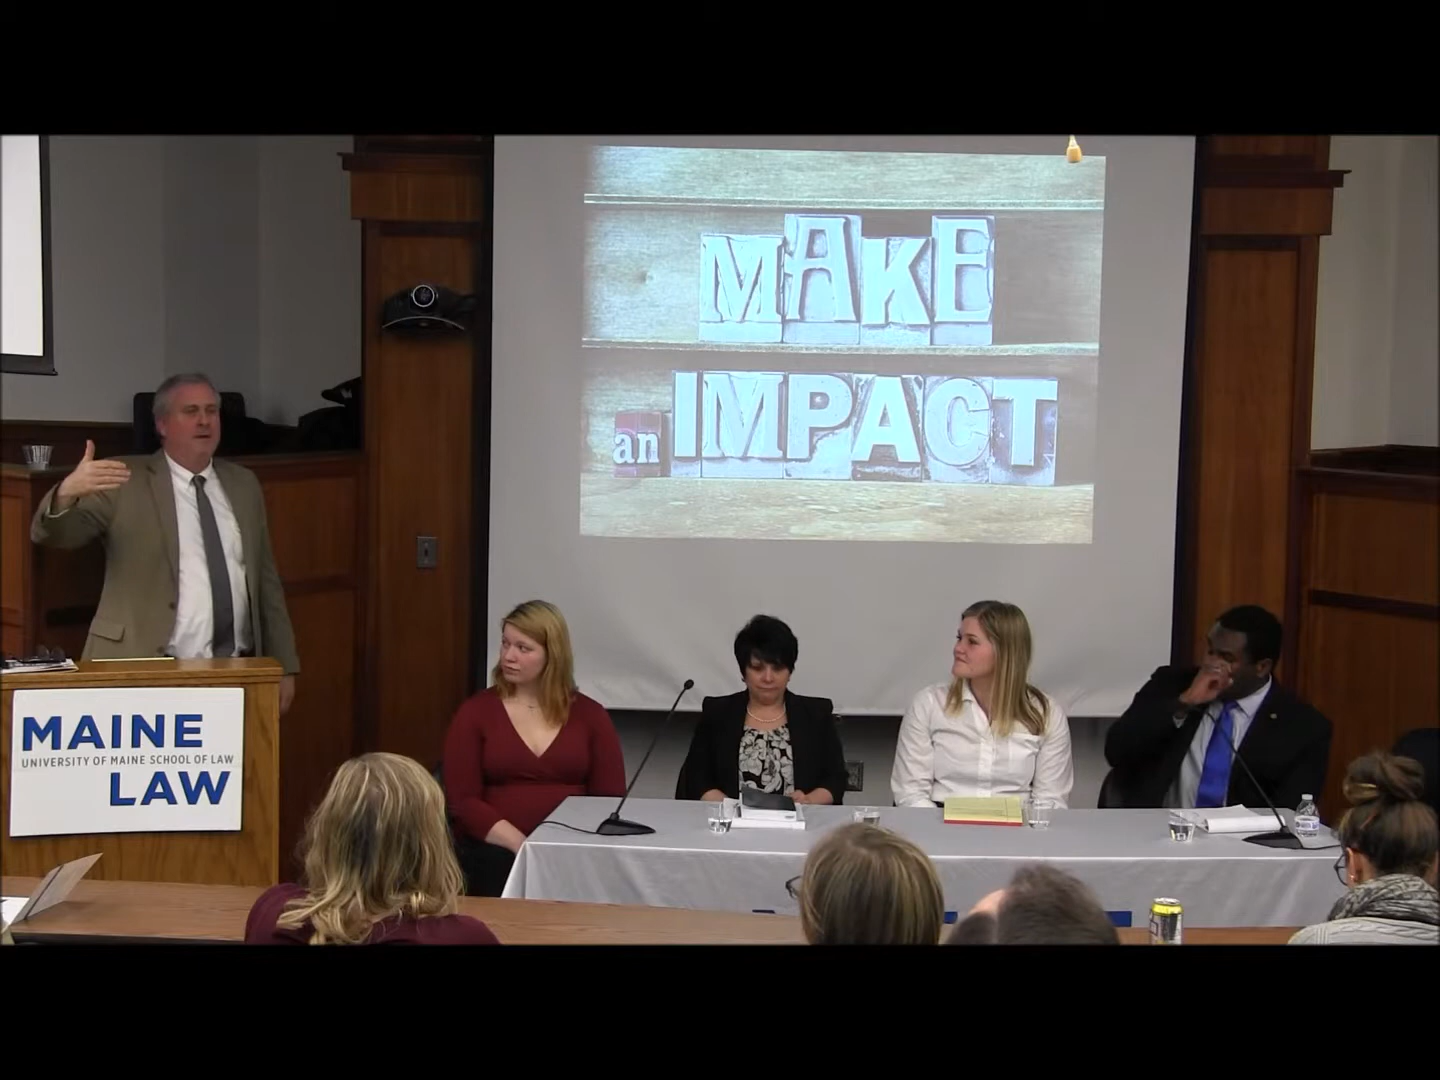 MAKE
an IMPACT
MAINE
UNIVERSITY OF MAINE SCHOOL OF LAW
LAW